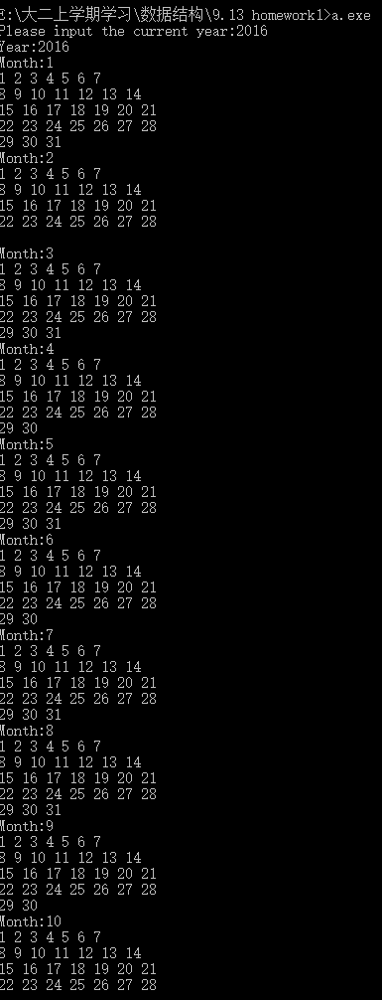 E:\大二上学期学习\数据结构\9.13 homework1>a.exe
Please input the current year:2016
Year:2016
Month:1
1 2 3 4 5 6 7
8 9 10 11 12 13 14
15 16 17 18 19 20 21
22 23 24 25 26 27 28
29 30 31
Month:2
1 2 3 4 5 6 7
8 9 10 11 12 13 14
15 16 17 18 19 20 21
22 23 24 25 26 27 28
Month:3
1 2 3 4 5 6 7
8 9 10 11 12 13 14
15 16 17 18 19 20 21
22 23 24 25 26 27 28
29 30 31
Month:4
1 2 3 4 5 6 7
8 9 10 11 12 13 14
15 16 17 18 19 20 21
22 23 24 25 26 27 28
29 30
Month:5
1 2 3 4 5 6 7
8 9 10 11 12 13 14
15 16 17 18 19 20 21
22 23 24 25 26 27 28
29 30 31
Month:6
1 2 3 4 5 6 7
8 9 10 11 12 13 14
15 16 17 18 19 20 21
22 23 24 25 26 27 28
29 30
Month:7
1 2 3 4 5 6 7
8 9 10 11 12 13 14
15 16 17 18 19 20 21
22 23 24 25 26 27 28
29 30 31
Month:8
1 2 3 4 5 6 7
8 9 10 11 12 13 14
15 16 17 18 19 20 21
22 23 24 25 26 27 28
29 30 31
Month:9
1 2 3 4 5 6 7
8 9 10 11 12 13 14
15 16 17 18 19 20 21
22 23 24 25 26 27 28
29 30
Month:10
1 2 3 4 5 6 7
8 9 10 11 12 13 14
15 16 17 18 19 20 21
22 23 24 25 26 27 28